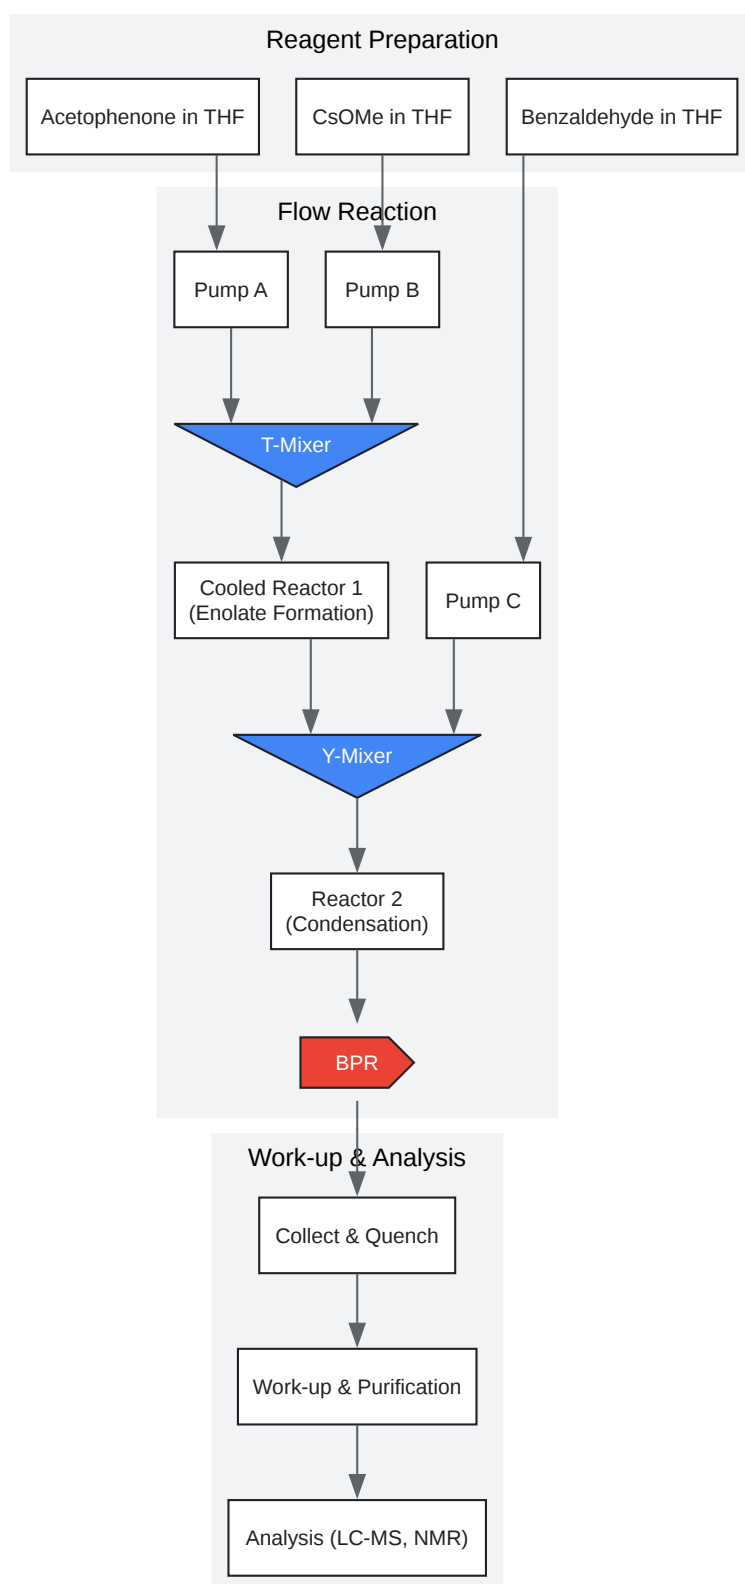 Reagent Preparation
Acetophenone in THF
CsOMe in THF
Benzaldehyde in THF
Flow Reaction
Pump A
Pump B
T-Mixer
Cooled Reactor 1
(Enolate Formation)
Pump C
Y-Mixer
Reactor 2
(Condensation)
BPR
Work-up & Analysis
Collect & Quench
Work-up & Purification
Analysis (LC-MS, NMR)